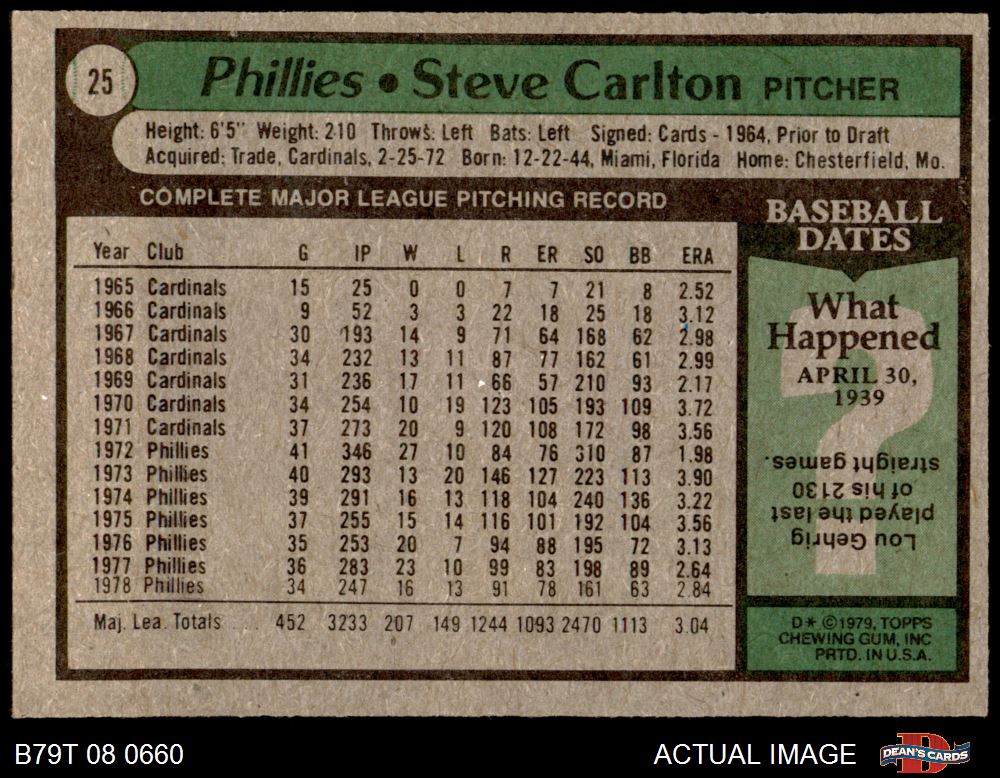 25
Phillies • Steve Carlton PITCHER
Height: 6'5" Weight: 210 Throws: Left Bats: Left Signed: Cards - 1964, Prior to Draft
Acquired: Trade, Cardinals, 2-25-72 Born: 12-22-44, Miami, Florida Home: Chesterfield, Mo.
COMPLETE MAJOR LEAGUE PITCHING RECORD
Year Club G IP W L R ER SO BB ERA
1965 Cardinals 15 25 0 0 7 7 21 8 2.52
1966 Cardinals 9 52 3 3 22 18 25 18 3.12
1967 Cardinals 30 193 14 9 71 64 168 62 2.98
1968 Cardinals 34 232 13 11 87 77 162 61 2.99
1969 Cardinals 31 236 17 11 66 57 210 93 2.17
1970 Cardinals 34 254 10 19 123 105 193 109 3.72
1971 Cardinals 37 273 20 9 120 108 172 98 3.56
1972 Phillies 41 346 27 10 84 76 310 87 1.98
1973 Phillies 40 293 13 20 146 127 223 113 3.90
1974 Phillies 39 291 16 13 118 104 240 136 3.22
1975 Phillies 37 255 15 14 116 101 192 104 3.56
1976 Phillies 35 253 20 7 94 88 195 72 3.13
1977 Phillies 36 283 23 10 99 83 198 89 2.64
1978 Phillies 34 247 16 13 91 78 161 63 2.84
Maj. Lea. Totals ... 452 3233 207 149 1244 1093 2470 1113 3.04
BASEBALL
DATES
What
Happened
APRIL 30,
1939
Lou Gehrig
played the last
of his 2130
straight games.
D* ©1979, TOPPS
CHEWING GUM, INC
PRTD. IN U.S.A.
B79T 08 0660
ACTUAL IMAGE
DEAN'S CARDS